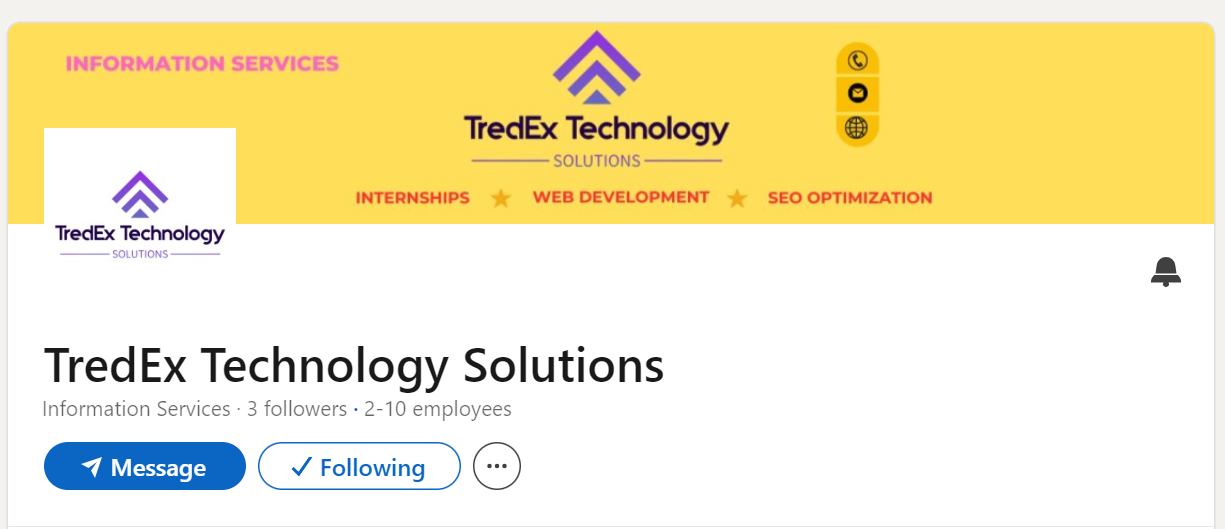 INFORMATION SERVICES
TredEx Technology
SOLUTIONS
INTERNSHIPS ★ WEB DEVELOPMENT ★ SEO OPTIMIZATION
TredEx Technology
SOLUTIONS
TredEx Technology Solutions
Information Services · 3 followers · 2-10 employees
Message ✓ Following ···